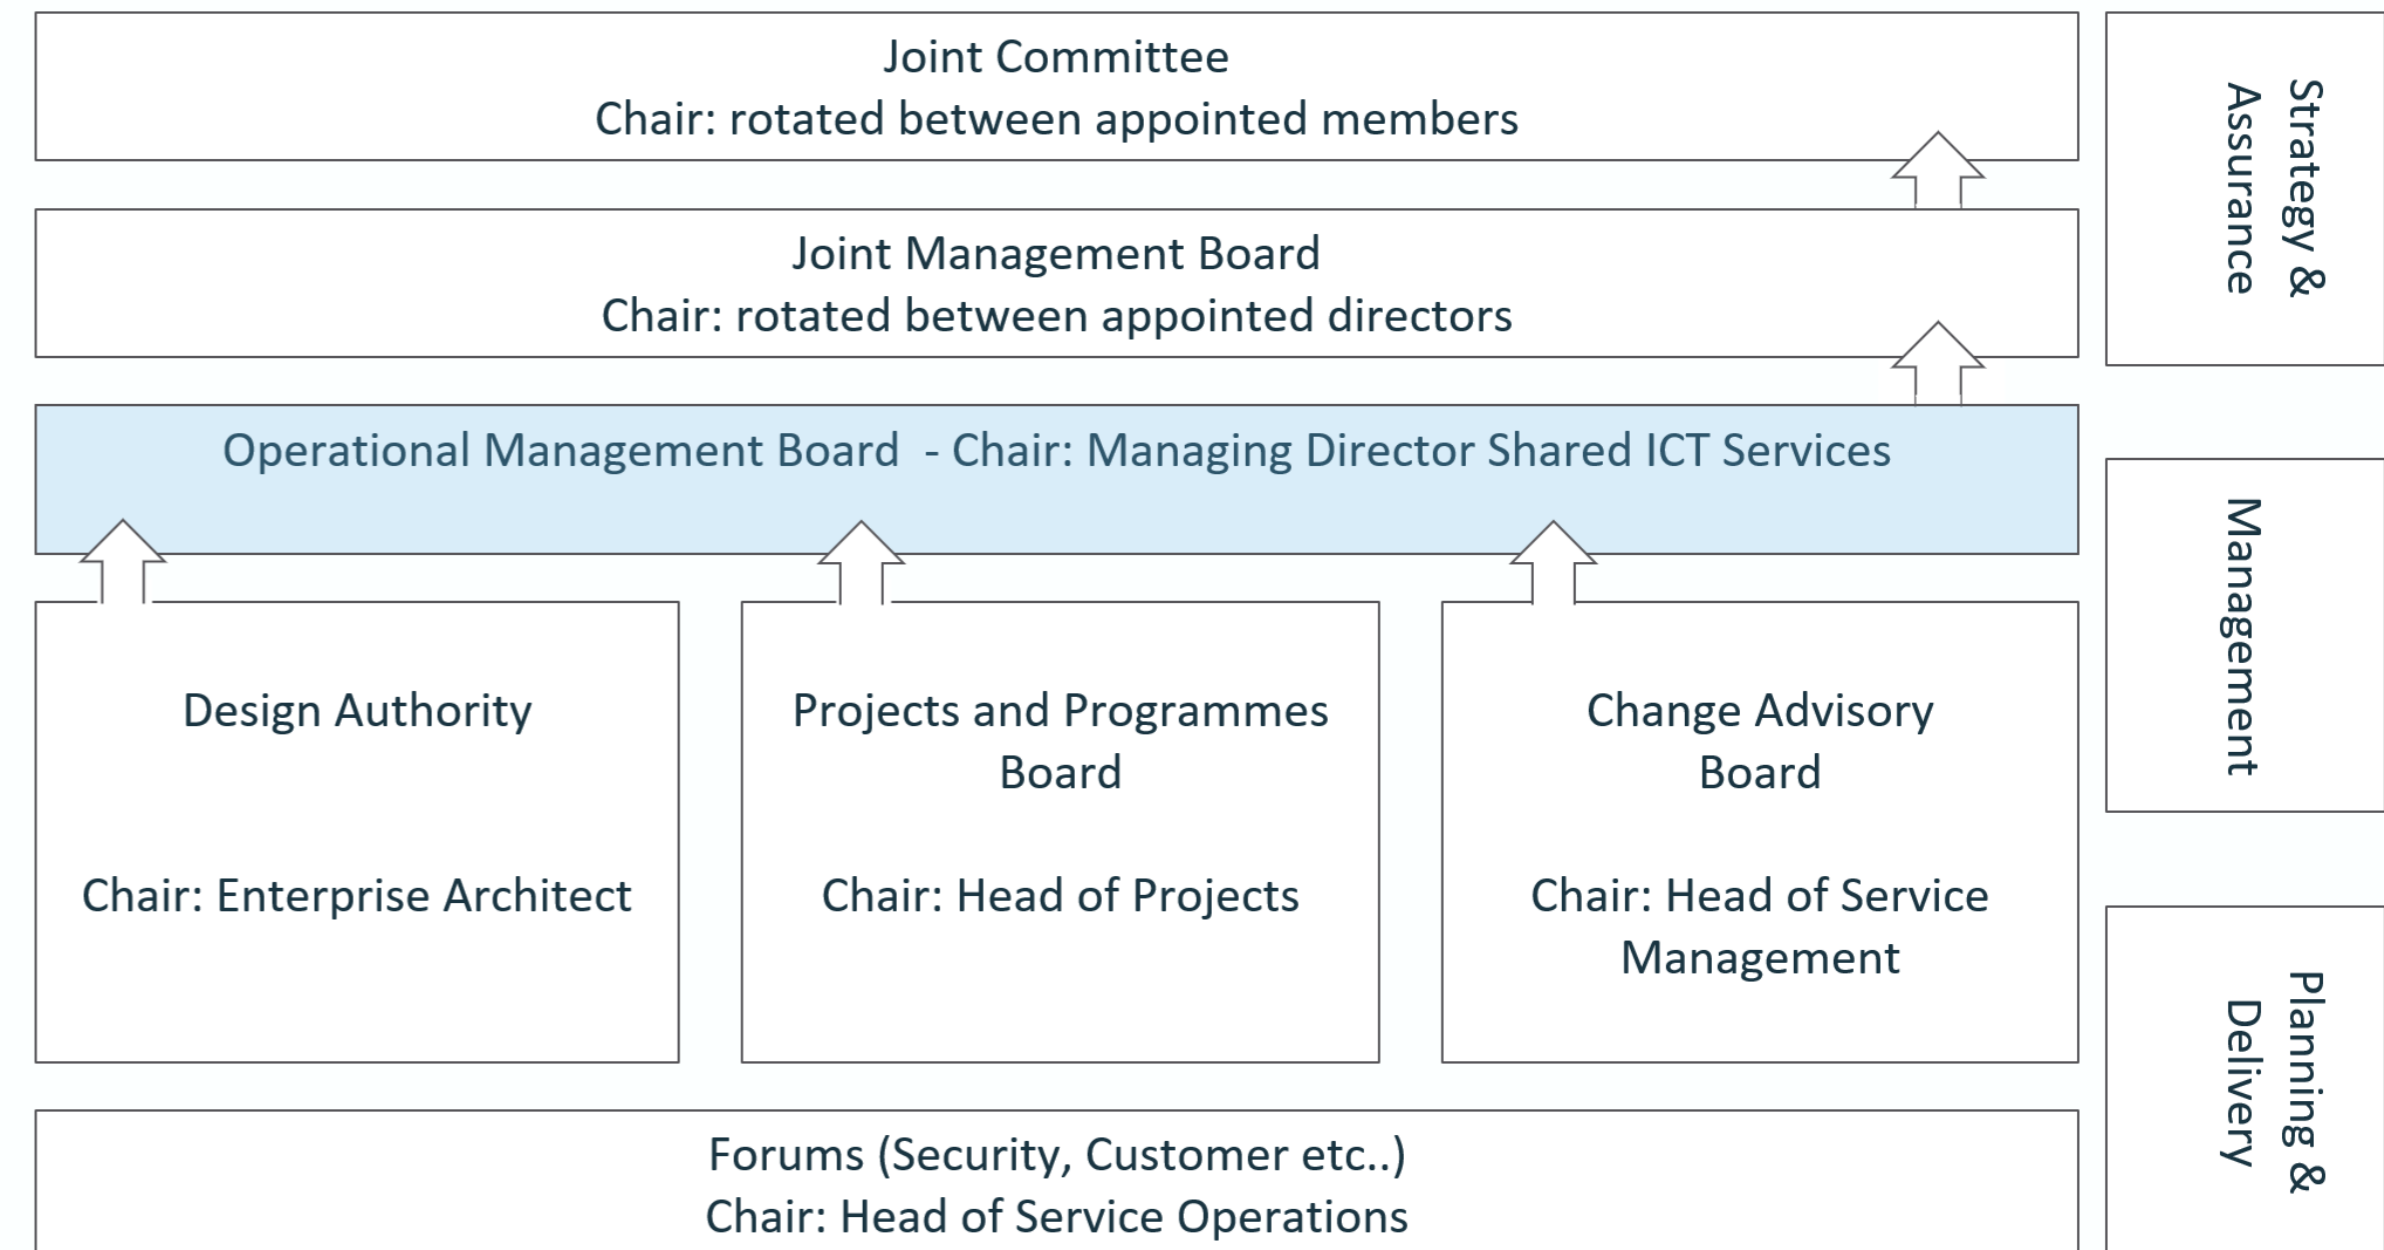 Joint Committee
Chair: rotated between appointed members
Joint Management Board
Chair: rotated between appointed directors
Strategy &
Assurance
Operational Management Board  - Chair: Managing Director Shared ICT Services
Management
Design Authority
Chair: Enterprise Architect
Projects and Programmes
Board
Chair: Head of Projects
Change Advisory
Board
Chair: Head of Service
Management
Planning &
Delivery
Forums (Security, Customer etc..)
Chair: Head of Service Operations